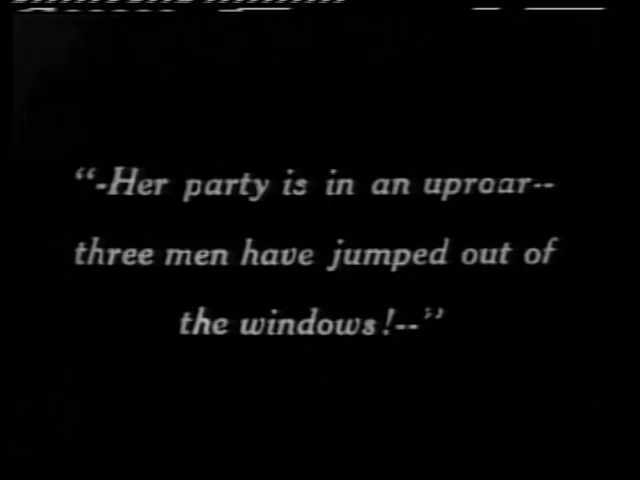 “-Her party is in an uproar--
three men have jumped out of
the windows!--”